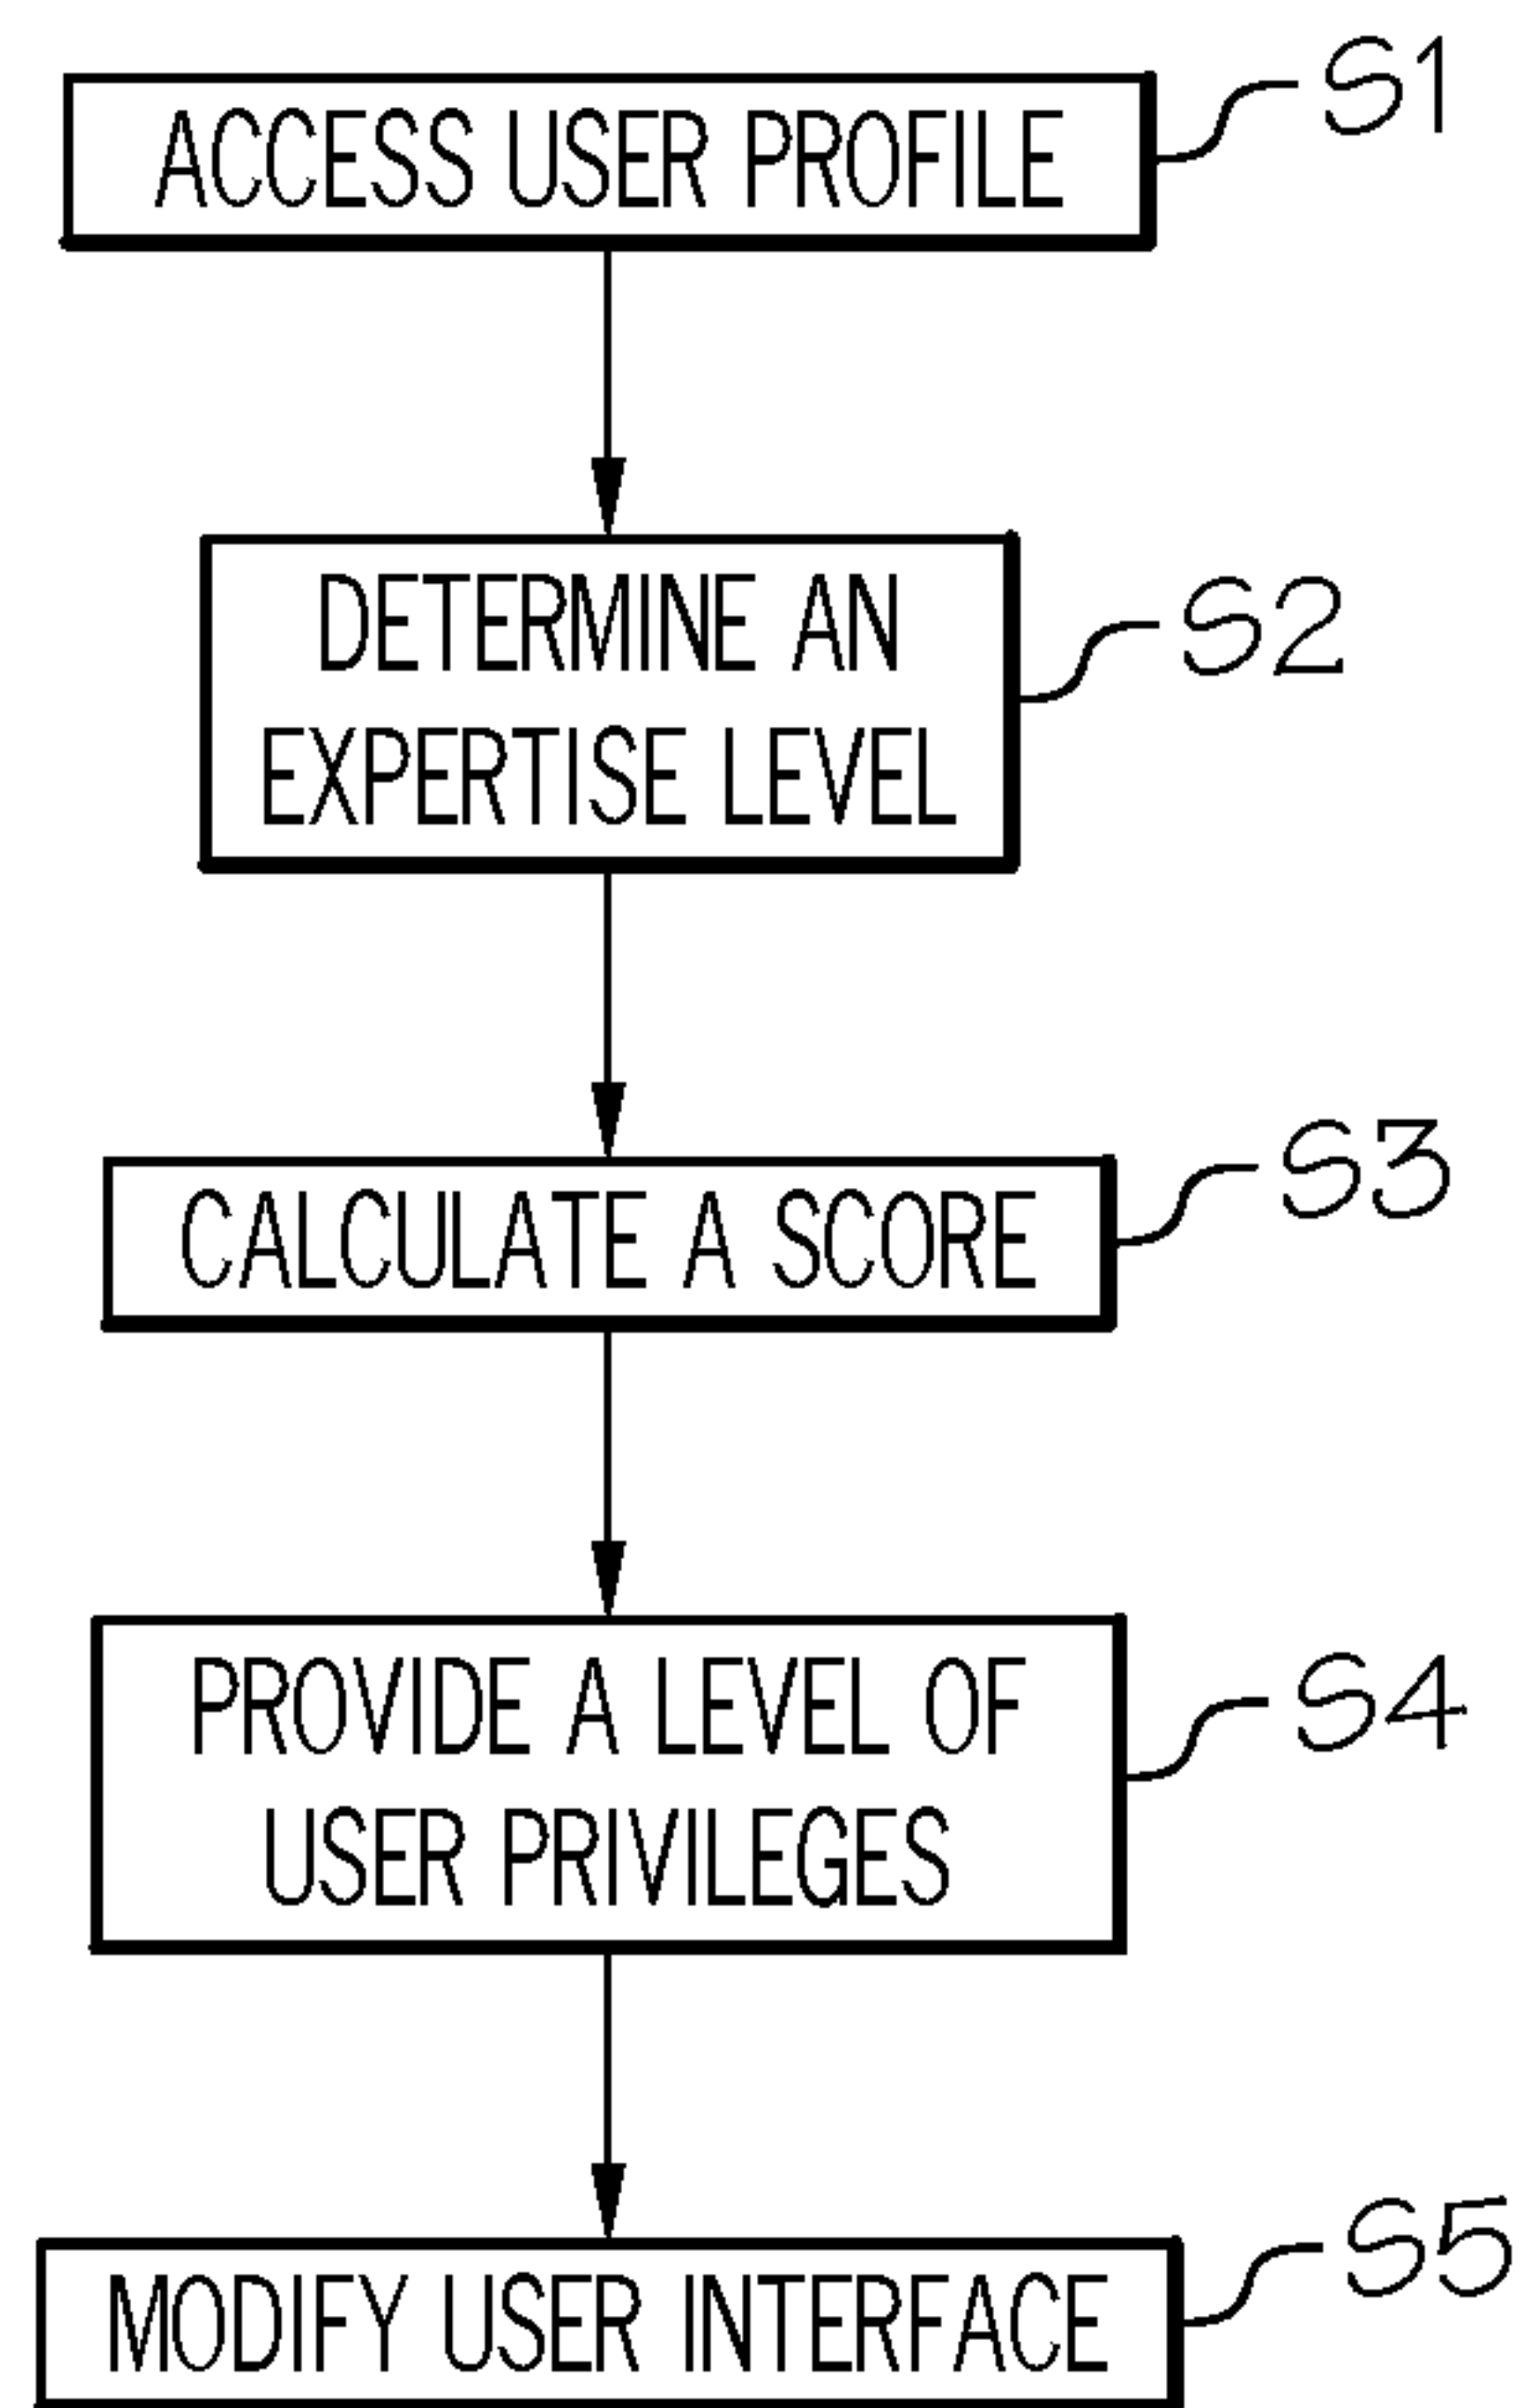 ACCESS USER PROFILE
S1
DETERMINE AN
EXPERTISE LEVEL
S2
CALCULATE A SCORE
S3
PROVIDE A LEVEL OF
USER PRIVILEGES
S4
MODIFY USER INTERFACE
S5